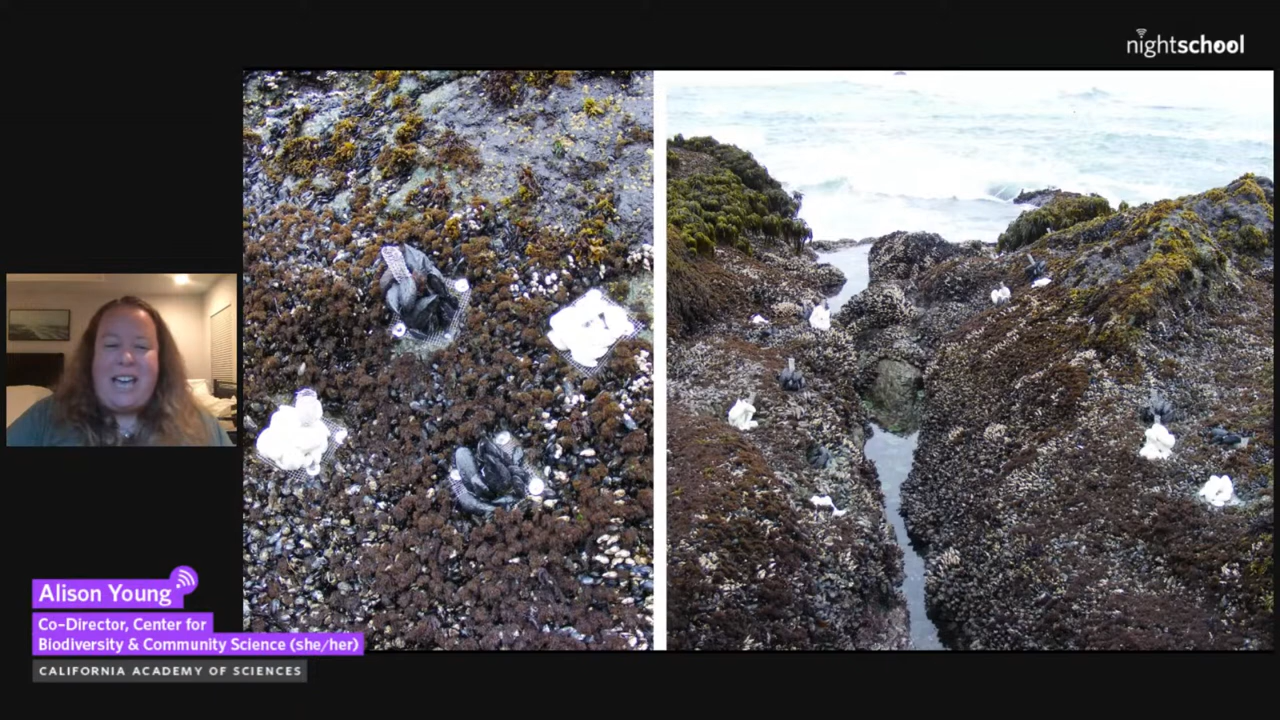 nightschool
Alison Young
Co-Director, Center for
Biodiversity & Community Science (she/her)
CALIFORNIA ACADEMY OF SCIENCES